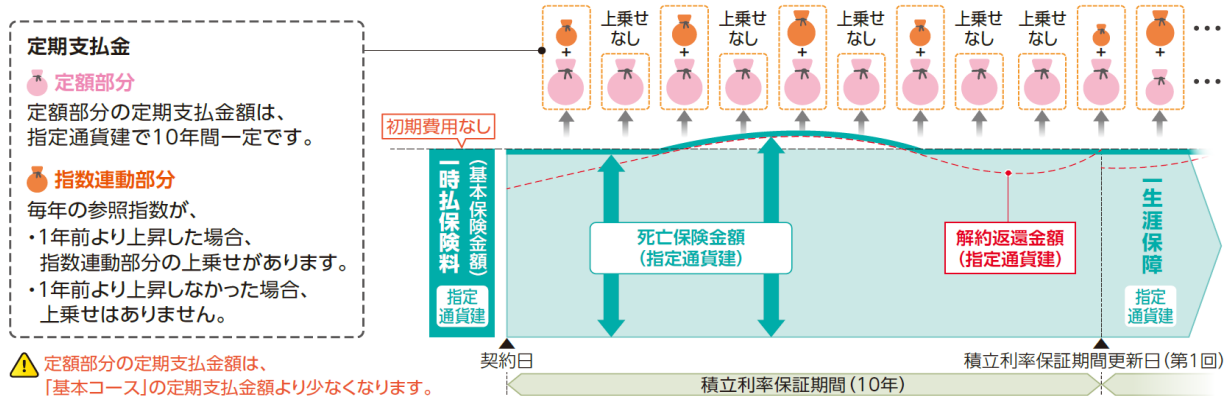 定期支払金
定額部分
定額部分の定期支払金額は、
指定通貨建で10年間一定です。
指数連動部分
毎年の参照指数が、
・1年前より上昇した場合、
指数連動部分の上乗せがあります。
・1年前より上昇しなかった場合、
上乗せはありません。
定額部分の定期支払金額は、
「基本コース」の定期支払金額より少なくなります。
+
上乗せ
なし
+
上乗せ
なし
+
上乗せ
なし
+
上乗せ
なし
上乗せ
なし
+
+
…
…
初期費用なし
一時払保険料
(基本保険金額)
指定
通貨建
死亡保険金額
(指定通貨建)
解約返還金額
(指定通貨建)
一生涯保障
指定
通貨建
契約日
積立利率保証期間更新日(第1回)
積立利率保証期間(10年)